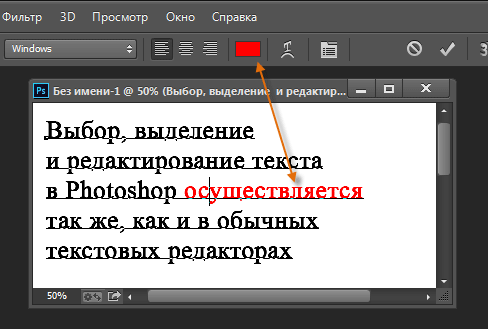 Фильтр 3D Просмотр Окно Справка
Windows
Ps Без имени-1 @ 50% (Выбор, выделение и редактир...
Выбор, выделение
и редактирование текста
в Photoshop осуществляется
так же, как и в обычных
текстовых редакторах
50%